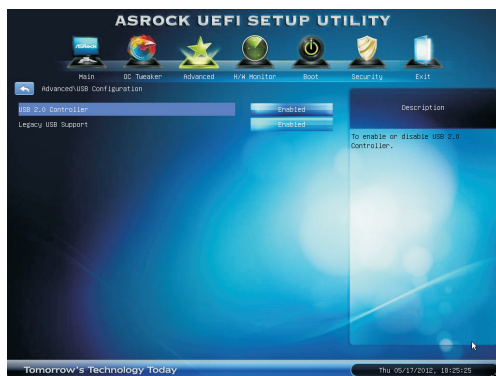 ASROCK UEFI SETUP UTILITY
ASRock
Main OC Tweaker Advanced H/W Monitor Boot Security Exit
Advanced\USB Configuration
USB 2.0 Controller Enabled
Legacy USB Support Enabled
Description
To enable or disable USB 2.0
Controller.
Tomorrow's Technology Today
Thu 05/17/2012, 18:25:25